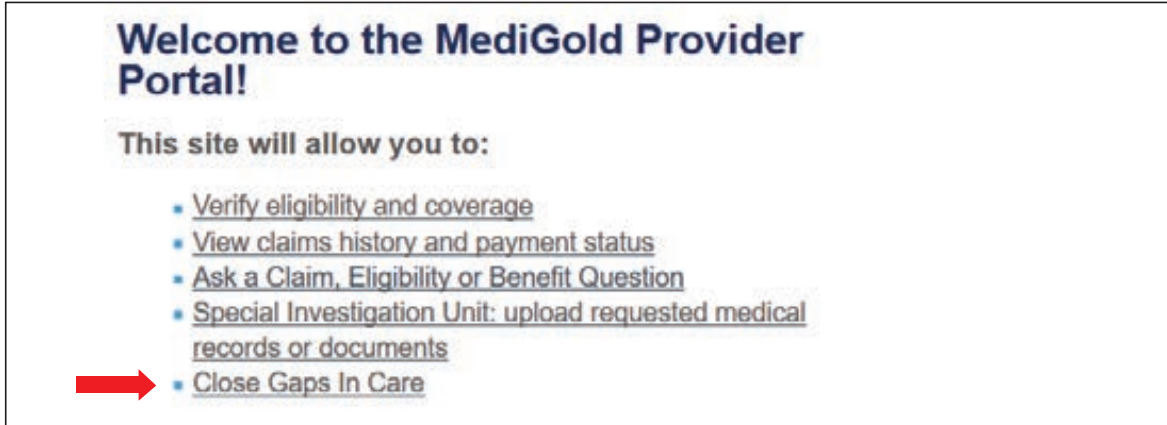 Welcome to the MediGold Provider
Portal!
This site will allow you to:
Verify eligibility and coverage
View claims history and payment status
Ask a Claim, Eligibility or Benefit Question
Special Investigation Unit: upload requested medical
records or documents
Close Gaps In Care